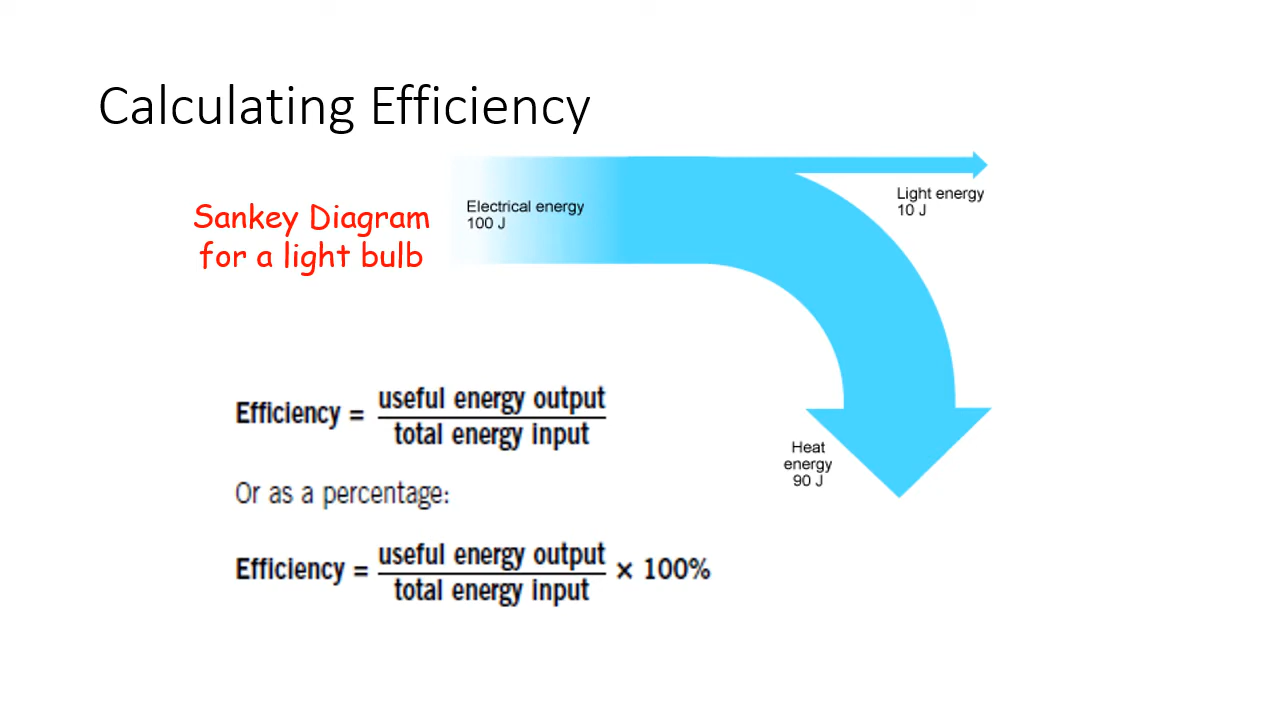 Calculating Efficiency
Sankey Diagram
for a light bulb
Electrical energy
100 J
Light energy
10 J
Heat
energy
90 J
Efficiency = useful energy output
total energy input
Or as a percentage:
Efficiency = useful energy output × 100%
total energy input